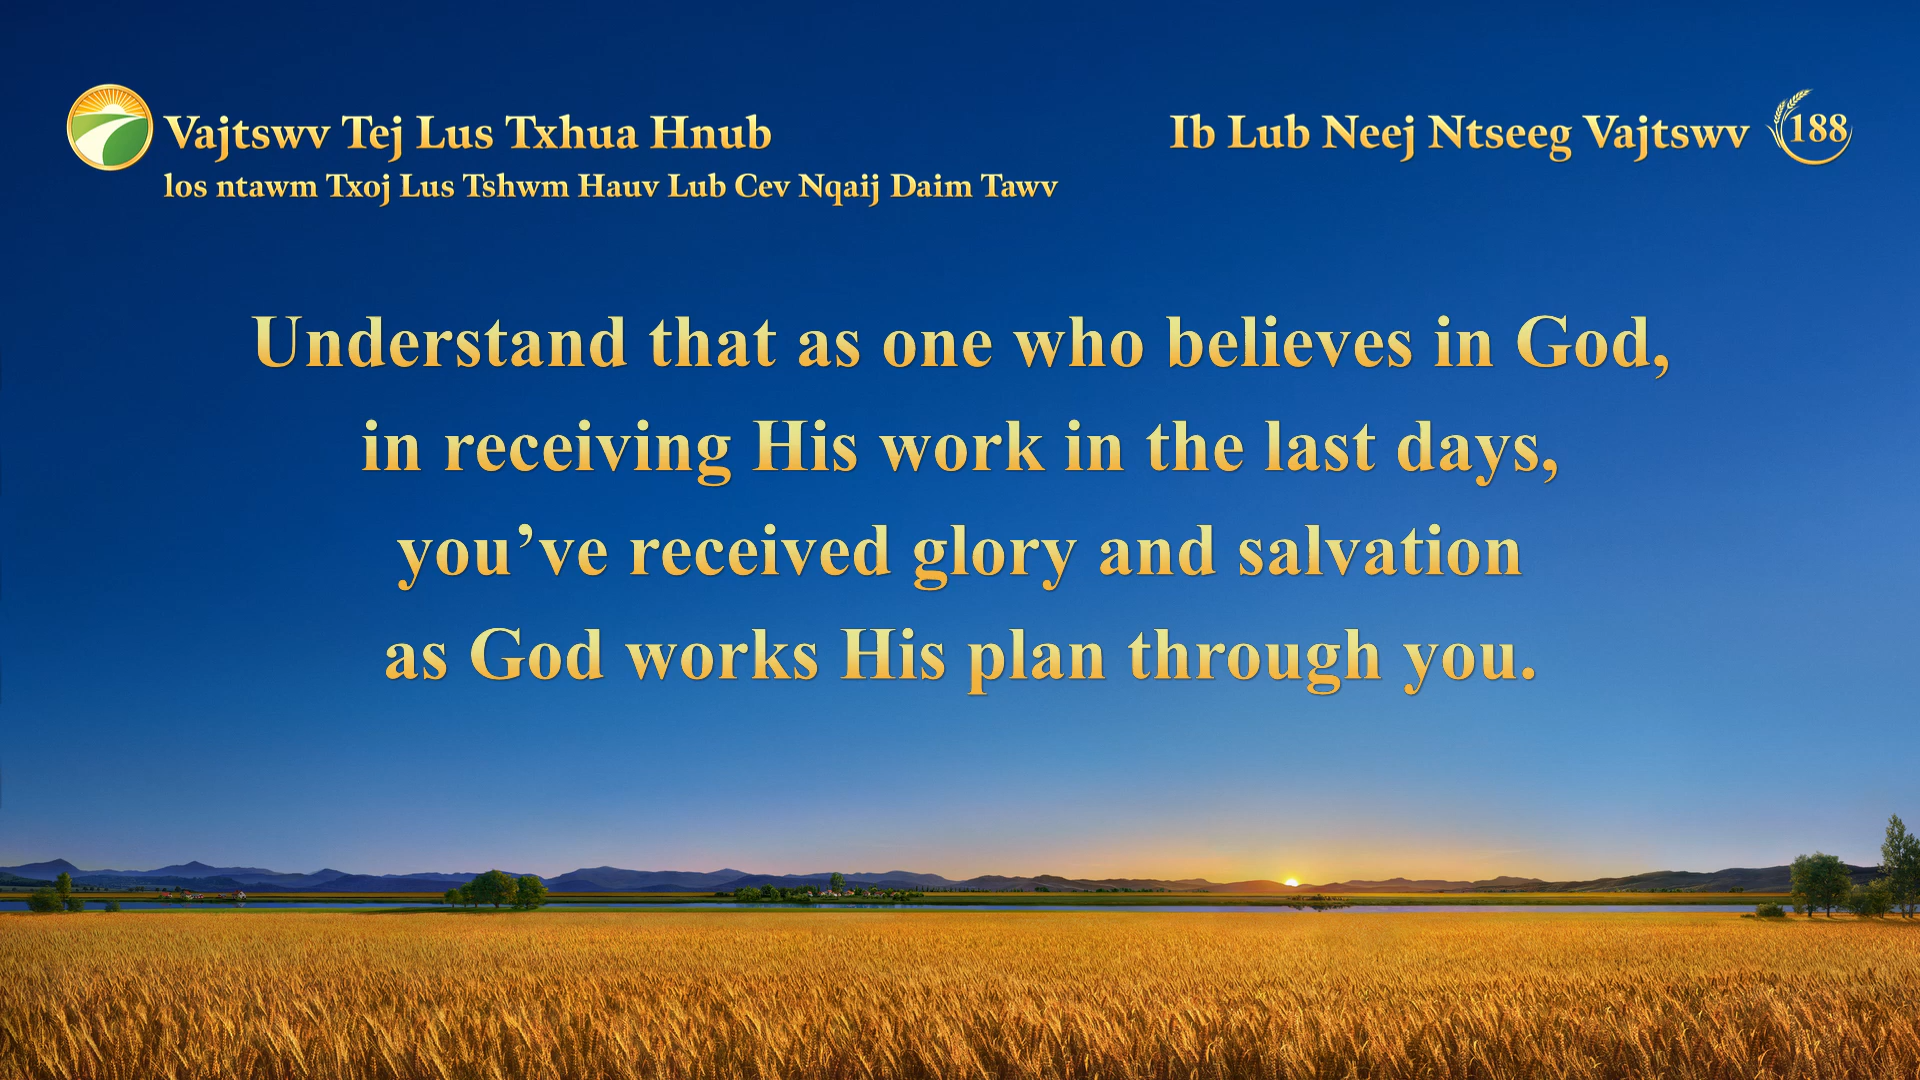 Vajtswv Tej Lus Txhua Hnub
los ntawm Txoj Lus Tshwm Hauv Lub Cev Nqaij Daim Tawv
Ib Lub Neej Ntseeg Vajtswv 188
Understand that as one who believes in God,
in receiving His work in the last days,
you’ve received glory and salvation
as God works His plan through you.